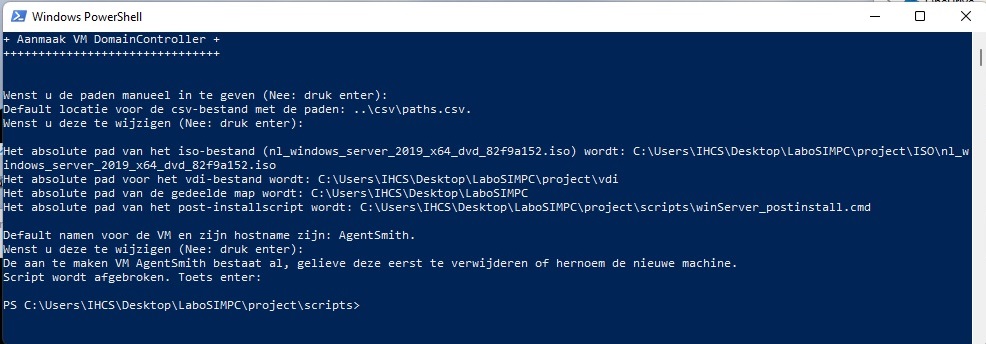 Windows PowerShell
+ Aanmaak VM DomainController +
+++++++++++++++++++++++++++++++
Wenst u de paden manueel in te geven (Nee: druk enter):
Default locatie voor de csv-bestand met de paden: ..\csv\paths.csv.
Wenst u deze te wijzigen (Nee: druk enter):
Het absolute pad van het iso-bestand (nl_windows_server_2019_x64_dvd_82f9a152.iso) wordt: C:\Users\IHCS\Desktop\LaboSIMPC\project\ISO\nl_w
indows_server_2019_x64_dvd_82f9a152.iso
Het absolute pad voor het vdi-bestand wordt: C:\Users\IHCS\Desktop\LaboSIMPC\project\vdi
Het absolute pad van de gedeelde map wordt: C:\Users\IHCS\Desktop\LaboSIMPC
Het absolute pad van het post-installscript wordt: C:\Users\IHCS\Desktop\LaboSIMPC\project\scripts\winServer_postinstall.cmd
Default namen voor de VM en zijn hostname zijn: AgentSmith.
Wenst u deze te wijzigen (Nee: druk enter):
De aan te maken VM AgentSmith bestaat al, gelieve deze eerst te verwijderen of hernoem de nieuwe machine.
Script wordt afgebroken. Toets enter:
PS C:\Users\IHCS\Desktop\LaboSIMPC\project\scripts>